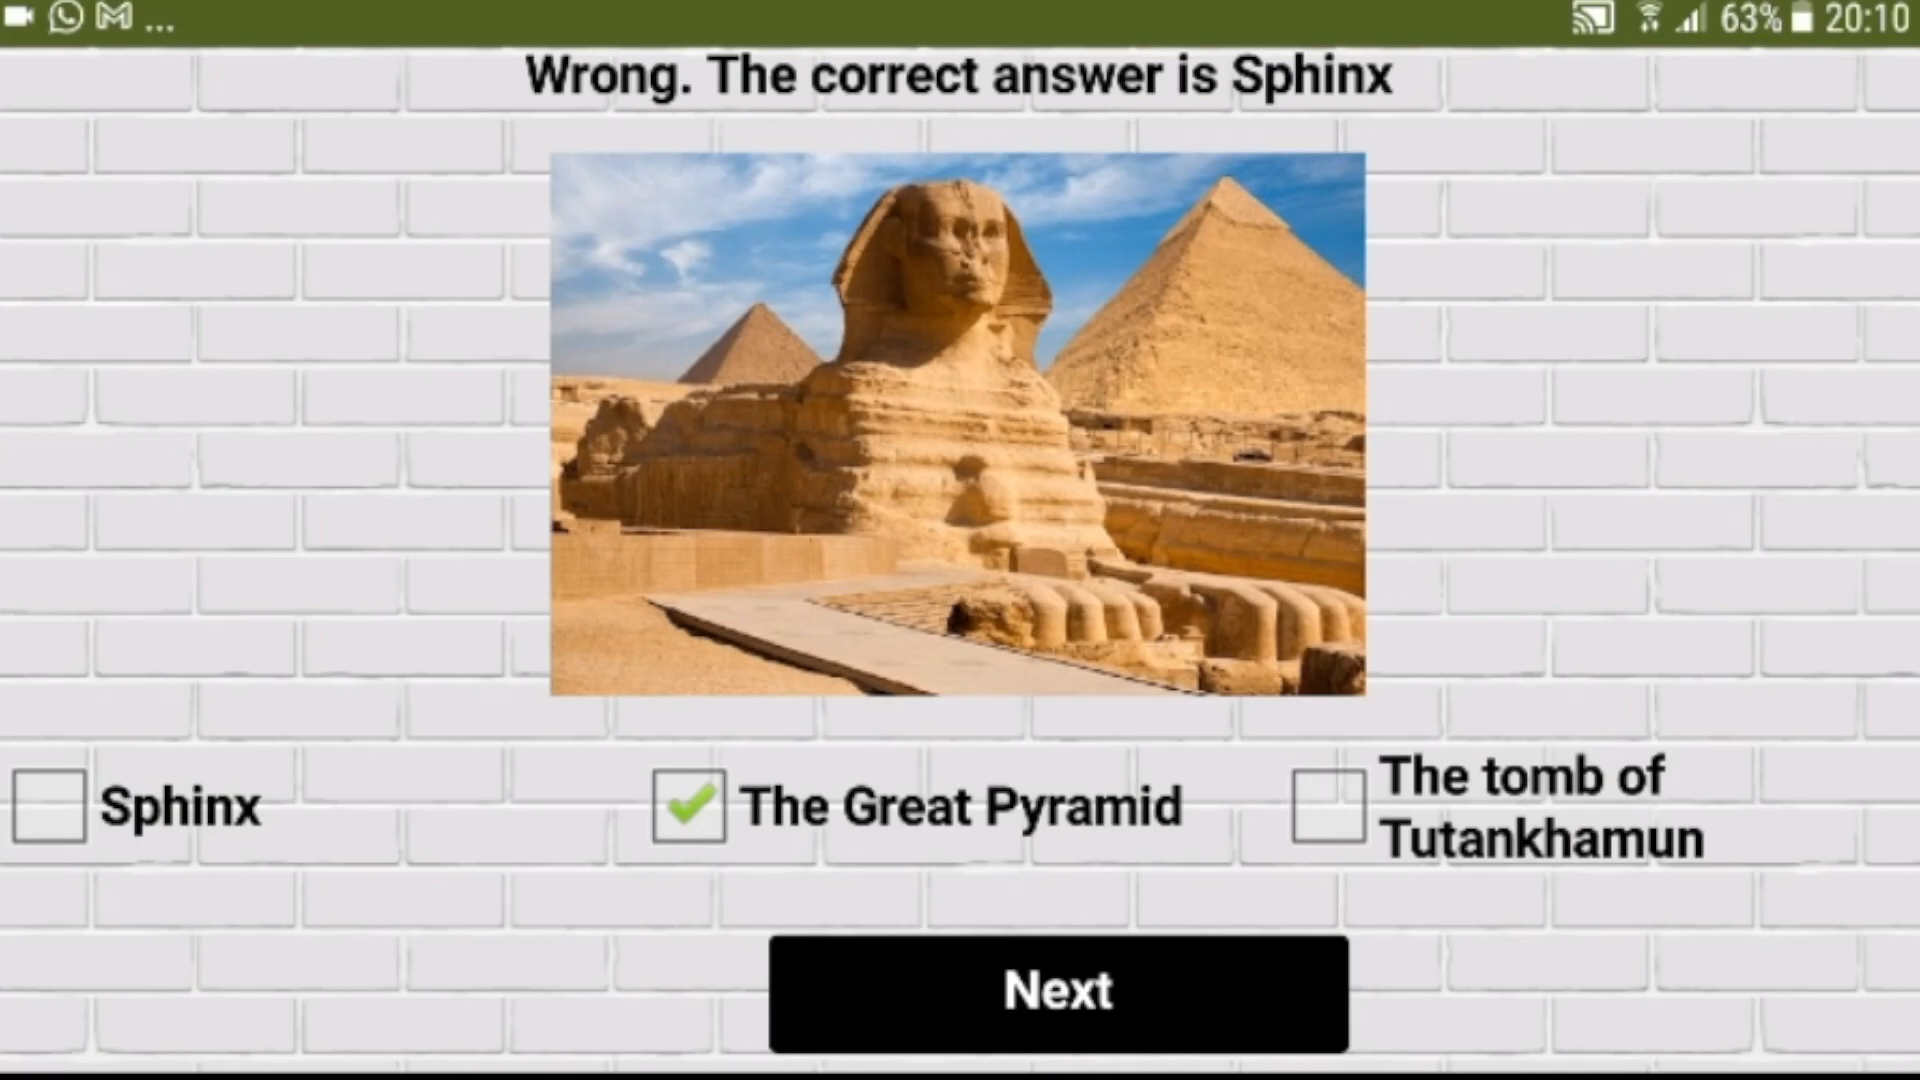 ... 63% 20:10
Wrong. The correct answer is Sphinx
Sphinx
The Great Pyramid
The tomb of
Tutankhamun
Next